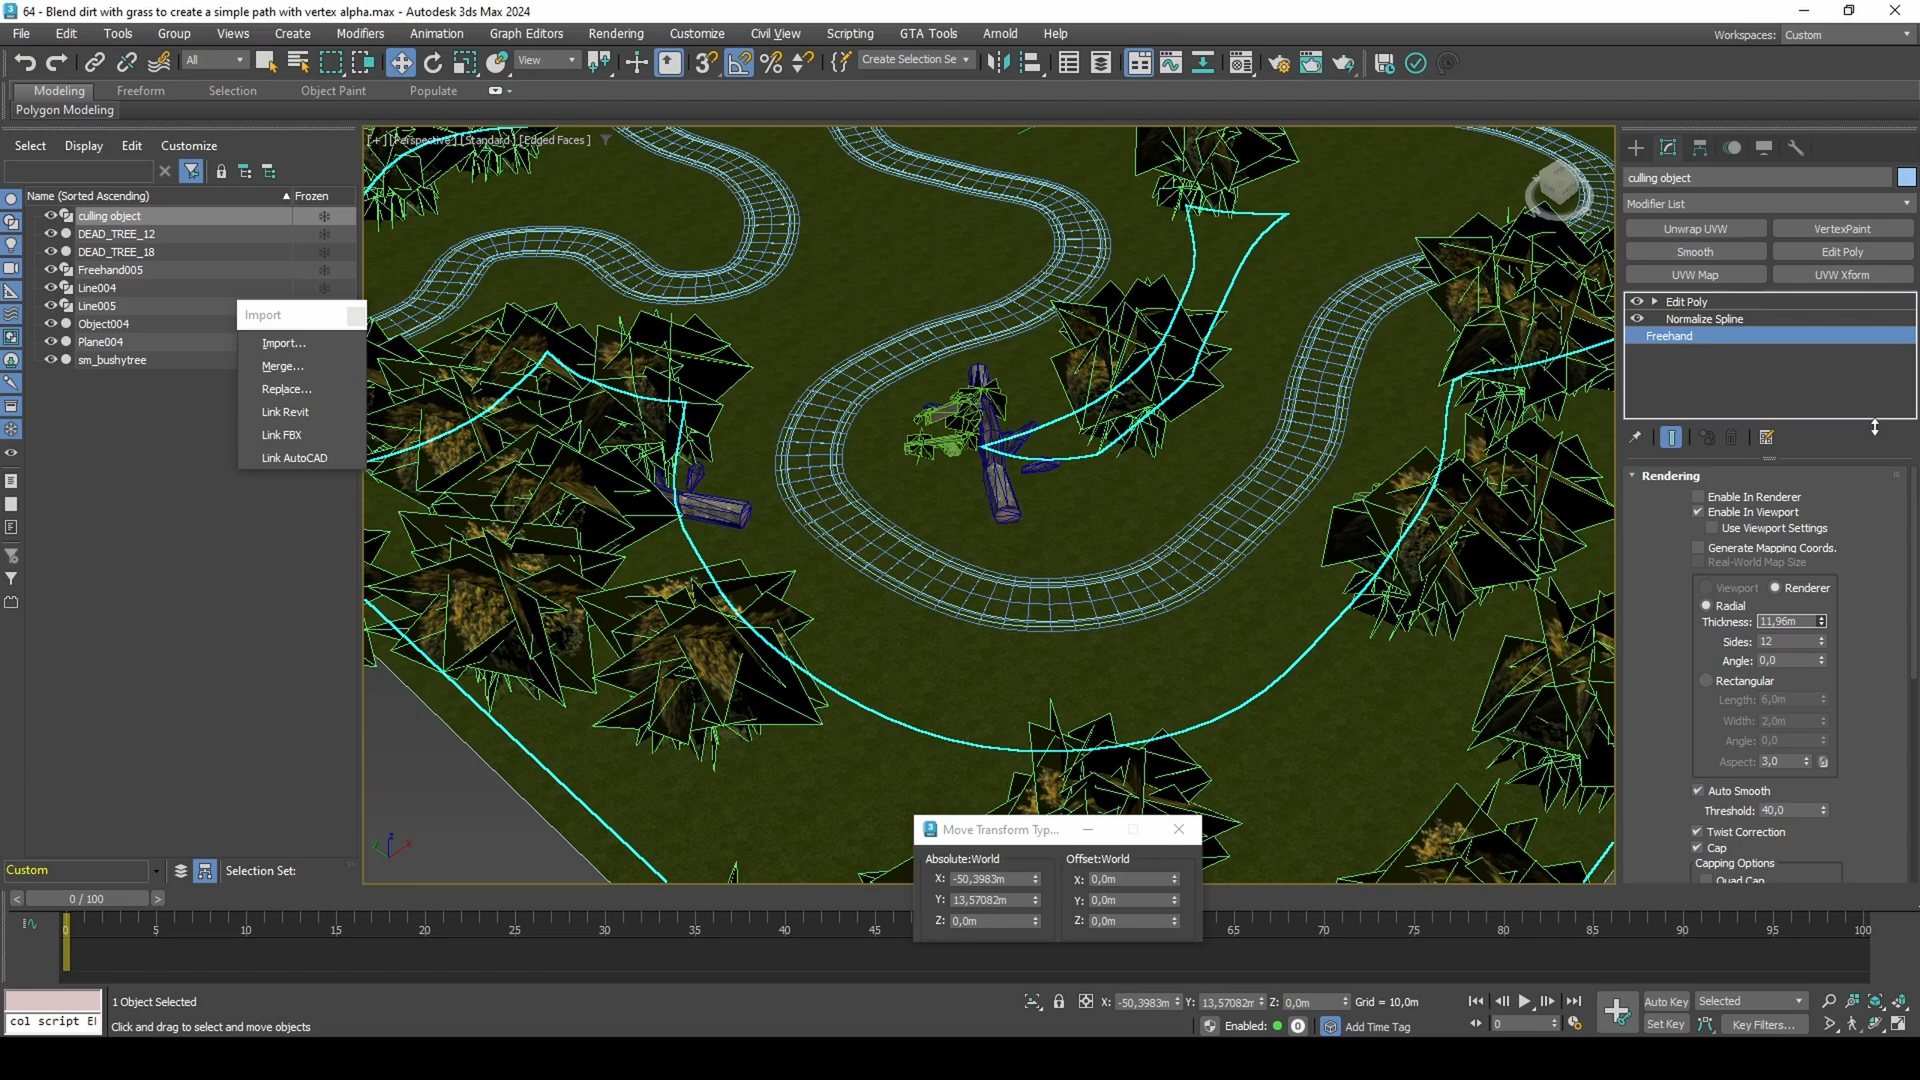 64 - Blend dirt with grass to create a simple path with vertex alpha.max - Autodesk 3ds Max 2024
File Edit Tools Group Views Create Modifiers Animation Graph Editors Rendering Customize Civil View Scripting GTA Tools Arnold Help
Workspaces: Custom
All View Create Selection Se
Modeling Freeform Selection Object Paint Populate
Polygon Modeling
Select Display Edit Customize
Name (Sorted Ascending) Frozen
culling object
DEAD_TREE_12
DEAD_TREE_18
Freehand005
Line004
Line005
Object004
Plane004
sm_bushytree
Import
Import...
Merge...
Replace...
Link Revit
Link FBX
Link AutoCAD
[+] [Perspective] [Standard] [Edged Faces]
culling object
Modifier List
Unwrap UVW VertexPaint
Smooth Edit Poly
UVW Map UVW Xform
Edit Poly
Normalize Spline
Freehand
Rendering
Enable In Renderer
Enable In Viewport
Use Viewport Settings
Generate Mapping Coords.
Real-World Map Size
Viewport Renderer
Radial
Thickness: 11,96m
Sides: 12
Angle: 0,0
Rectangular
Length: 6,0m
Width: 2,0m
Angle: 0,0
Aspect: 3,0
Auto Smooth
Threshold: 40,0
Twist Correction
Cap
Capping Options
Quad Cap
Move Transform Typ...
Absolute:World Offset:World
X: -50,3983m X: 0,0m
Y: 13,57082m Y: 0,0m
Z: 0,0m Z: 0,0m
Custom Selection Set:
< 0 / 100 >
0 5 10 15 20 25 30 35 40 45 65 70 75 80 85 90 95 100
1 Object Selected
X: -50,3983m Y: 13,57082m Z: 0,0m Grid = 10,0m
Auto Key Selected
col script
Click and drag to select and move objects
Enabled: 0 Add Time Tag
0
Set Key Key Filters...